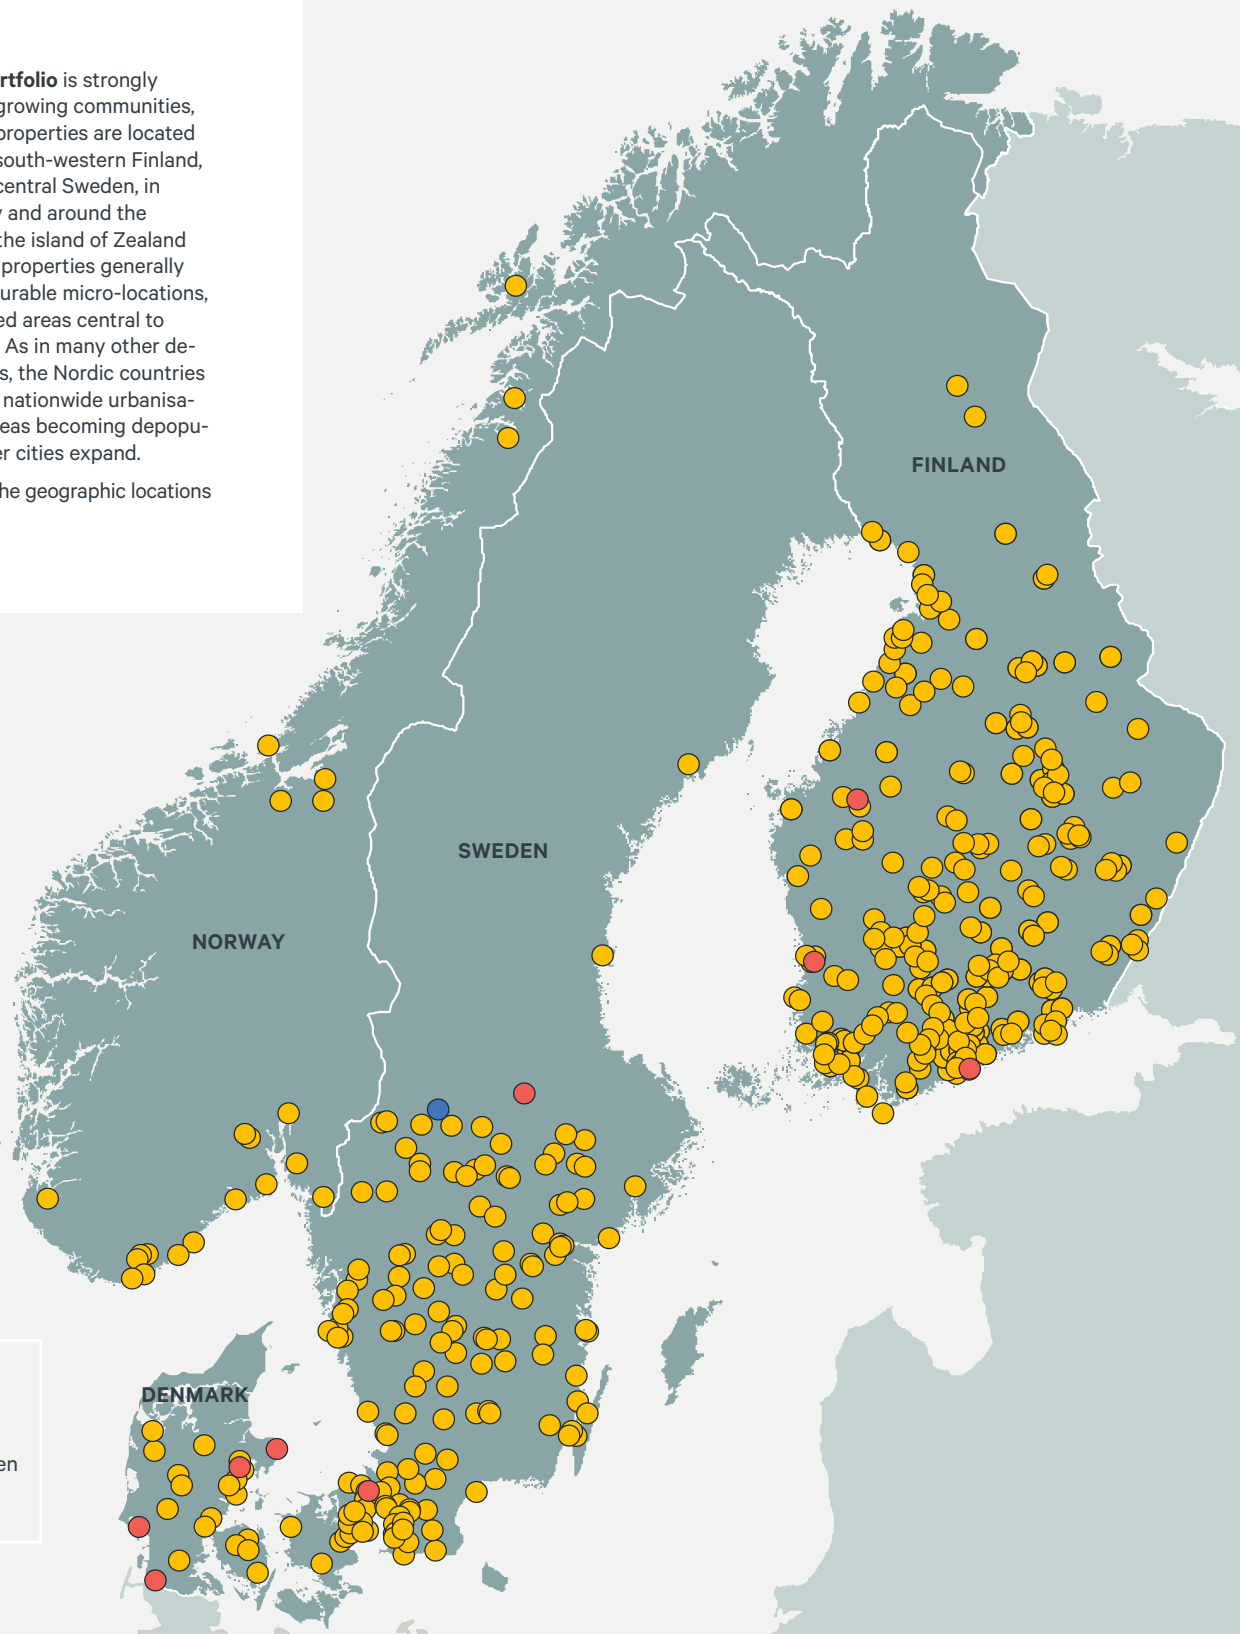 rtfolio is strongly
growing communities,
properties are located
south-western Finland,
central Sweden, in
and around the
the island of Zealand
properties generally
urable micro-locations,
ed areas central to
As in many other de-
s, the Nordic countries
nationwide urbanisa-
eas becoming depopu-
er cities expand.
he geographic locations
FINLAND
SWEDEN
NORWAY
DENMARK
en